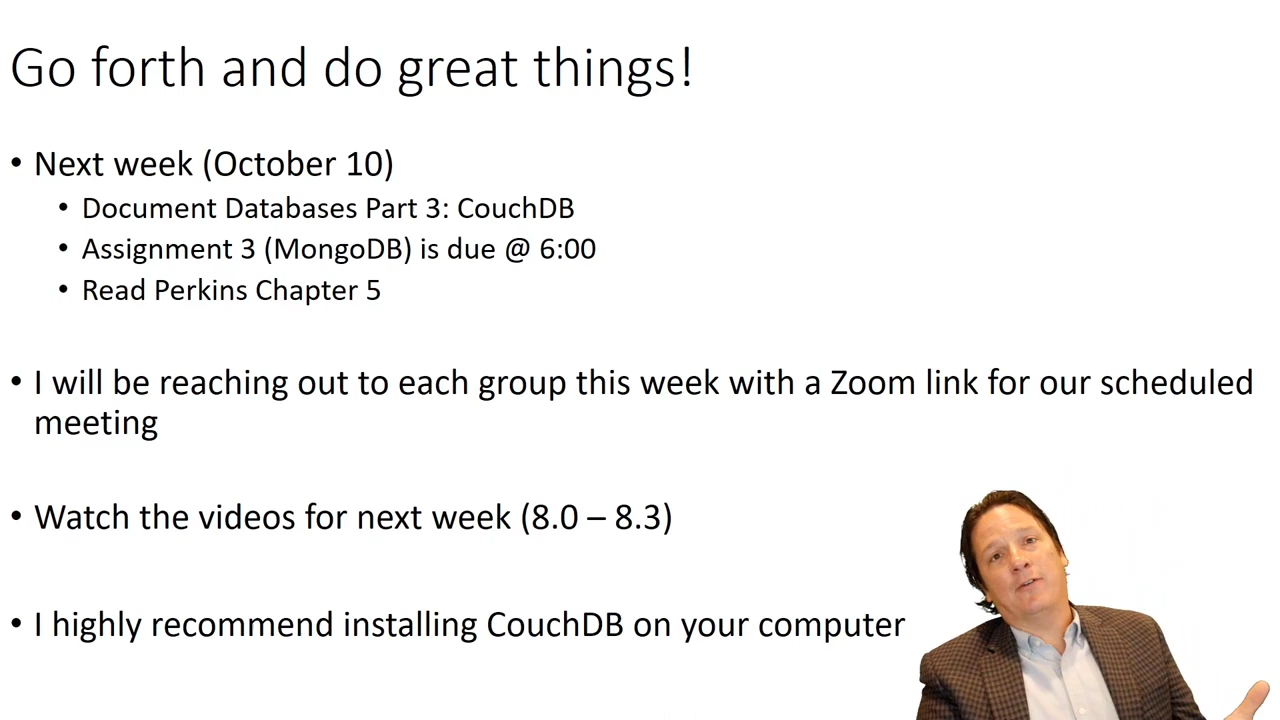 Go forth and do great things!
• Next week (October 10)
• Document Databases Part 3: CouchDB
• Assignment 3 (MongoDB) is due @ 6:00
• Read Perkins Chapter 5
• I will be reaching out to each group this week with a Zoom link for our scheduled
meeting
• Watch the videos for next week (8.0 – 8.3)
• I highly recommend installing CouchDB on your computer